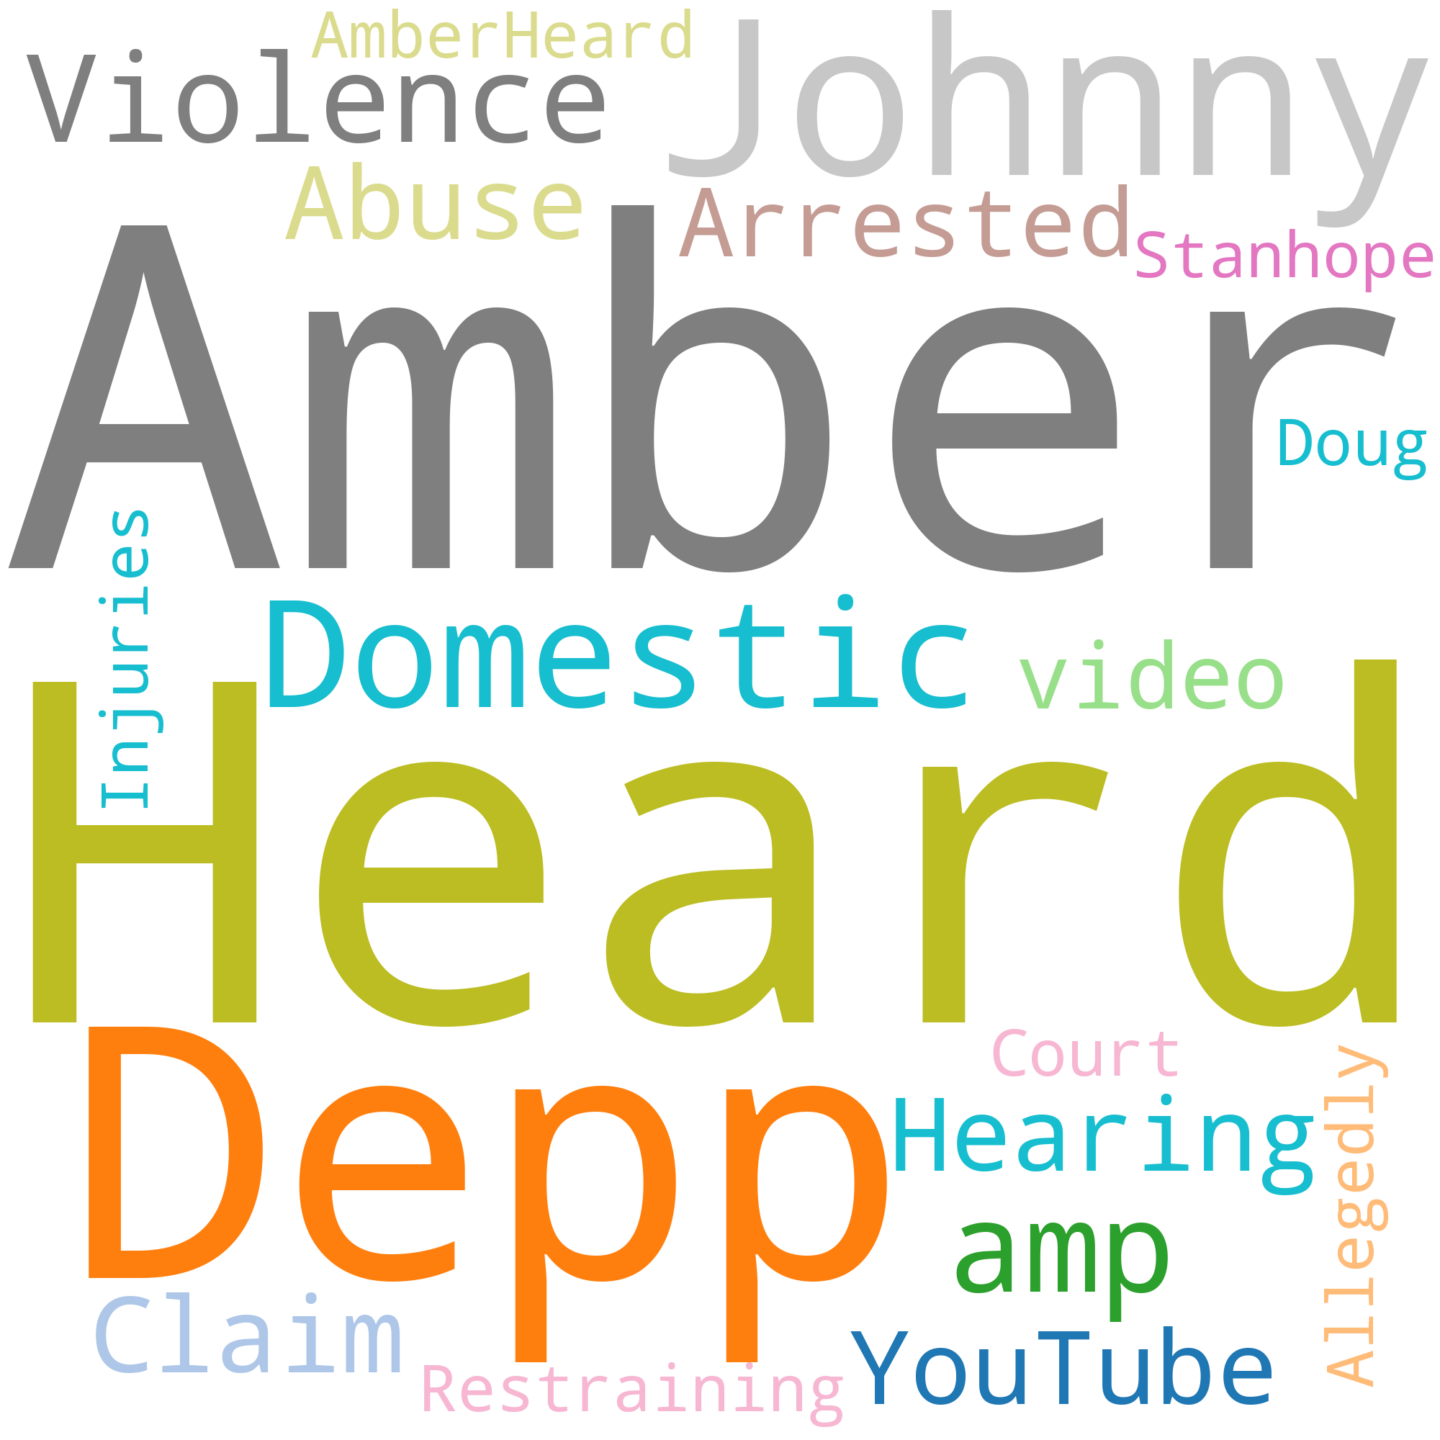 AmberHeard
Johnny
Violence
Abuse
Arrested
Stanhope
Amber
Doug
Injuries
Domestic
video
Heard
Depp
Court
Hearing
Allegedly
amp
Claim
YouTube
Restraining